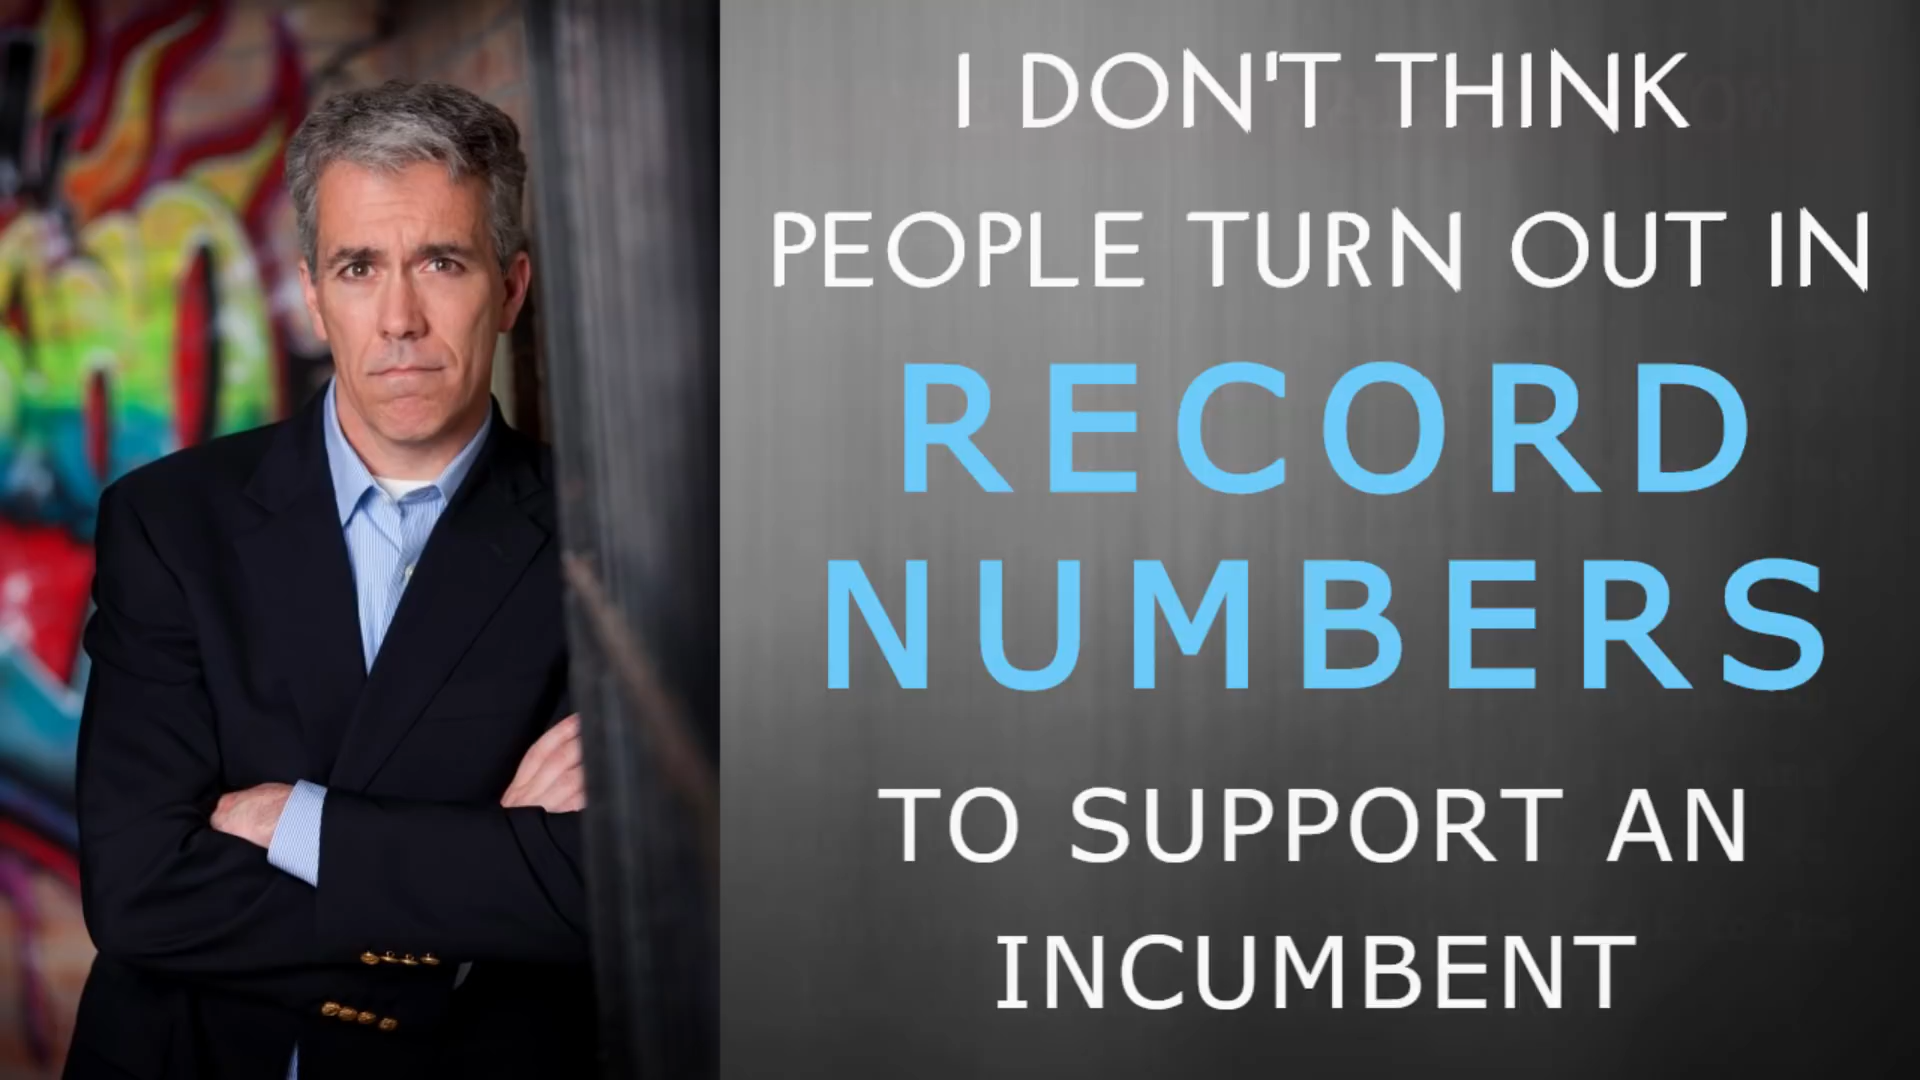 I DON'T THINK
PEOPLE TURN OUT IN
RECORD
NUMBERS
TO SUPPORT AN
INCUMBENT